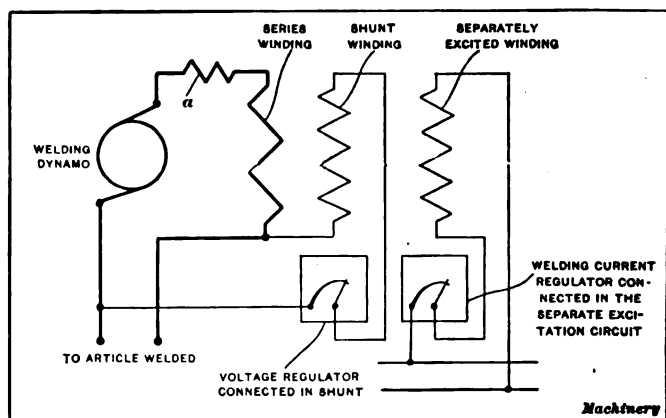 SERIES
WINDING
SHUNT
WINDING
SEPARATELY
EXCITED WINDING
a
WELDING
DYNAMO
WELDING CURRENT
REGULATOR CON-
NECTED IN THE
SEPARATE EXCI-
TATION CIRCUIT
TO ARTICLE WELDED
VOLTAGE REGULATOR
CONNECTED IN SHUNT
Machinery